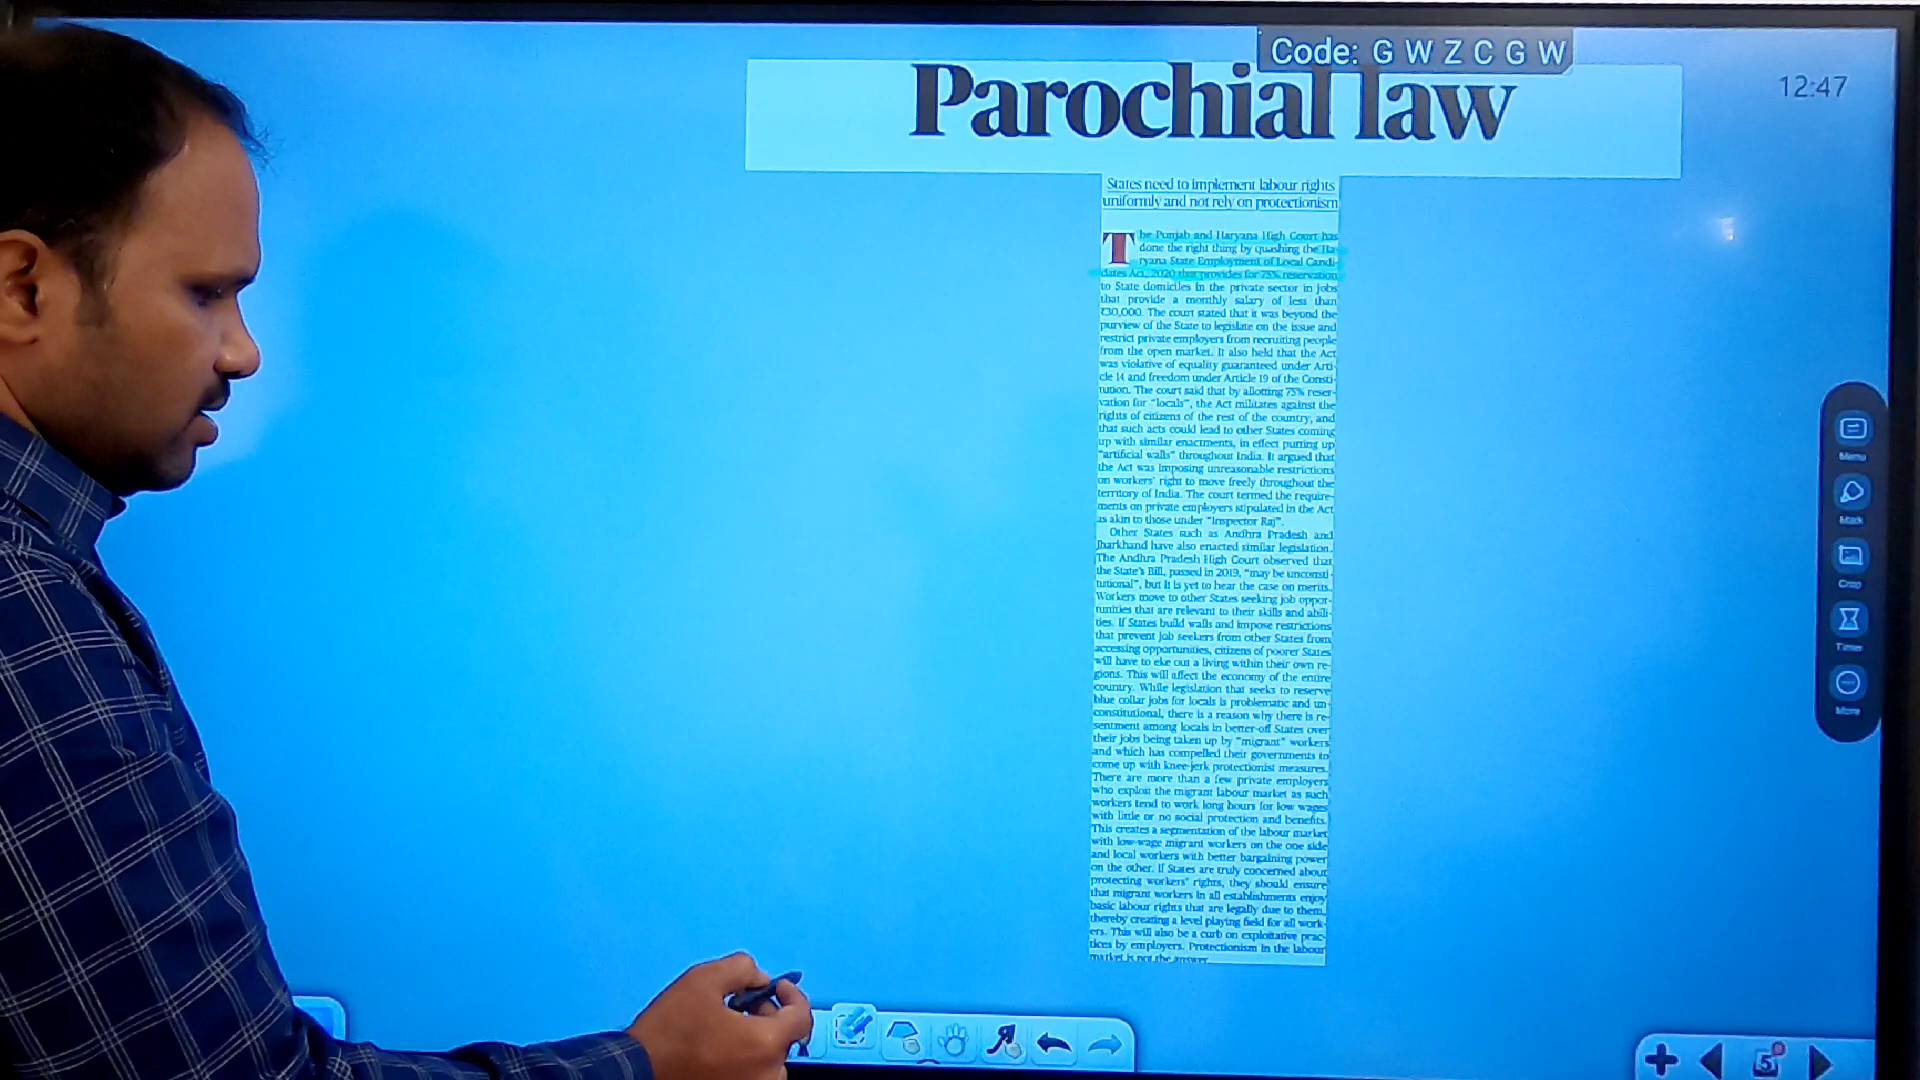 Code: G W Z C G W
12:47
Parochial law
States need to implement labour rights
uniformly and not rely on protectionism
The Punjab and Haryana High Court has
done the right thing by quashing the Ha-
ryana State Employment of Local Candi-
dates Act, 2020 that provides for 75% reservation
to State domiciles in the private sector in jobs
that provide a monthly salary of less than
₹30,000. The court stated that it was beyond the
purview of the State to legislate on the issue and
restrict private employers from recruiting people
from the open market. It also held that the Act
was violative of equality guaranteed under Arti-
cle 14 and freedom under Article 19 of the Consti-
tution. The court said that by allotting 75% reser-
vation for "locals", the Act militates against the
rights of citizens of the rest of the country, and
that such acts could lead to other States coming
up with similar enactments, in effect putting up
"artificial walls" throughout India. It argued that
the Act was imposing unreasonable restrictions
on workers' right to move freely throughout the
territory of India. The court termed the require-
ments on private employers stipulated in the Act
as akin to those under "Inspector Raj".
Other States such as Andhra Pradesh and
Jharkhand have also enacted similar legislation.
The Andhra Pradesh High Court observed that
the State's Bill, passed in 2019, "may be unconsti-
tutional", but it is yet to hear the case on merits.
Workers move to other States seeking job oppor-
tunities that are relevant to their skills and abili-
ties. If States build walls and impose restrictions
that prevent job seekers from other States from
accessing opportunities, citizens of poorer States
will have to eke out a living within their own re-
gions. This will affect the economy of the entire
country. While legislation that seeks to reserve
blue collar jobs for locals is problematic and un-
constitutional, there is a reason why there is re-
sentment among locals in better-off States over
their jobs being taken up by "migrant" workers
and which has compelled their governments to
come up with knee-jerk protectionist measures.
There are more than a few private employers
who exploit the migrant labour market as such
workers tend to work long hours for low wages
with little or no social protection and benefits.
This creates a segmentation of the labour market
with low-wage migrant workers on the one side
and local workers with better bargaining power
on the other. If States are truly concerned about
protecting workers' rights, they should ensure
that migrant workers in all establishments enjoy
basic labour rights that are legally due to them,
thereby creating a level playing field for all work-
ers. This will also be a curb on exploitative prac-
tices by employers. Protectionism in the labour
market is not the answer.
Menu
Mark
Crop
Timer
More
5